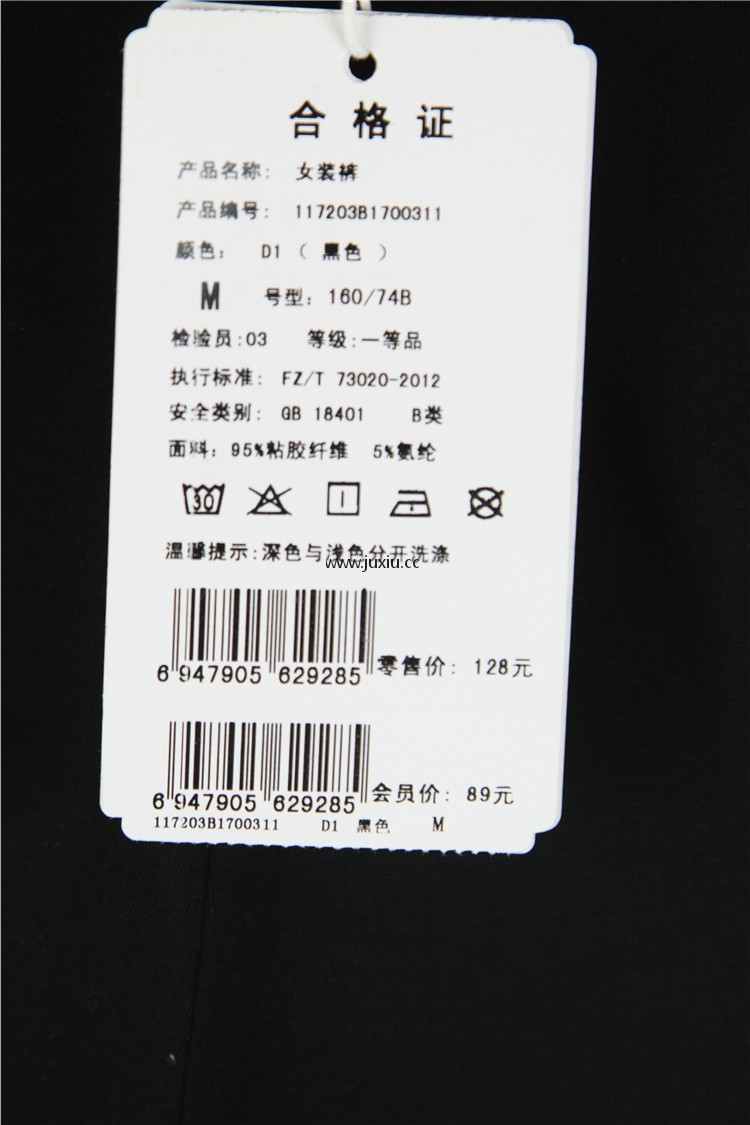 合格证
产品名称: 女装裤
产品编号: 117203B1700311
颜色: D1 ( 黑色 )
M 号型: 160/74B
检验员:03 等级:一等品
执行标准: FZ/T 73020-2012
安全类别: GB 18401 B类
面料: 95%粘胶纤维 5%氨纶
30
温馨提示:深色与浅色分开洗涤
www.juxiu.cc
6 947905 629285 零售价: 128元
6 947905 629285 会员价: 89元
117203B1700311 D1 黑色 M